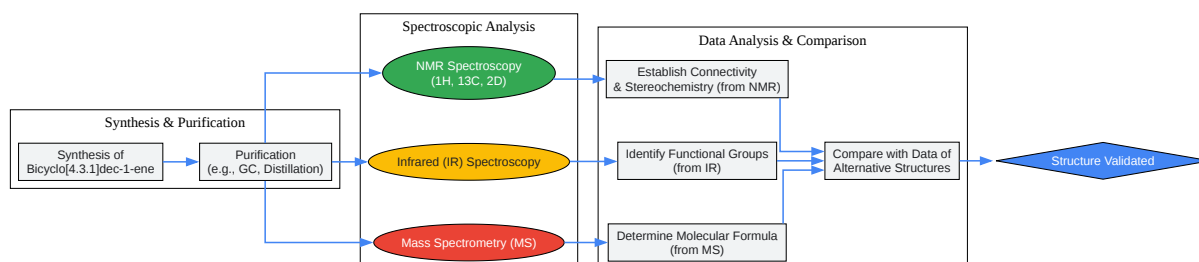 Synthesis & Purification
Synthesis of
Bicyclo[4.3.1]dec-1-ene
Purification
(e.g., GC, Distillation)
Spectroscopic Analysis
NMR Spectroscopy
(1H, 13C, 2D)
Infrared (IR) Spectroscopy
Mass Spectrometry (MS)
Data Analysis & Comparison
Establish Connectivity
& Stereochemistry (from NMR)
Identify Functional Groups
(from IR)
Determine Molecular Formula
(from MS)
Compare with Data of
Alternative Structures
Structure Validated